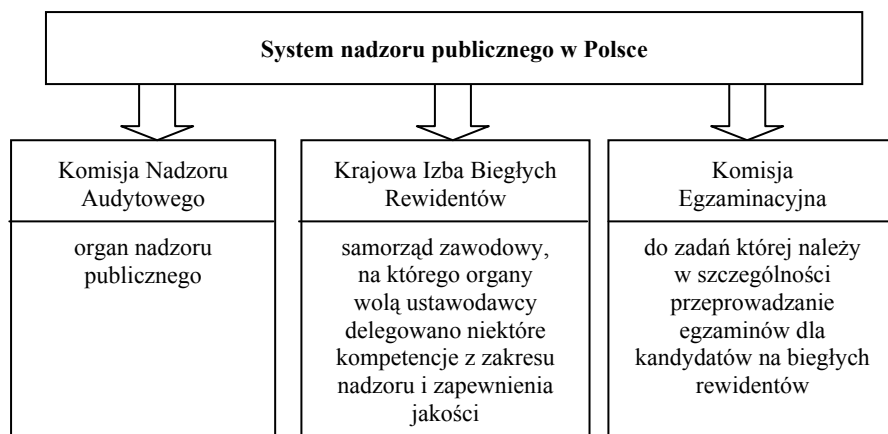 System nadzoru publicznego w Polsce
Komisja Nadzoru
Audytowego
organ nadzoru
publicznego
Krajowa Izba Biegłych
Rewidentów
samorząd zawodowy,
na którego organy
wolą ustawodawcy
delegowano niektóre
kompetencje z zakresu
nadzoru i zapewnienia
jakości
Komisja
Egzaminacyjna
do zadań której należy
w szczególności
przeprowadzanie
egzaminów dla
kandydatów na biegłych
rewidentów